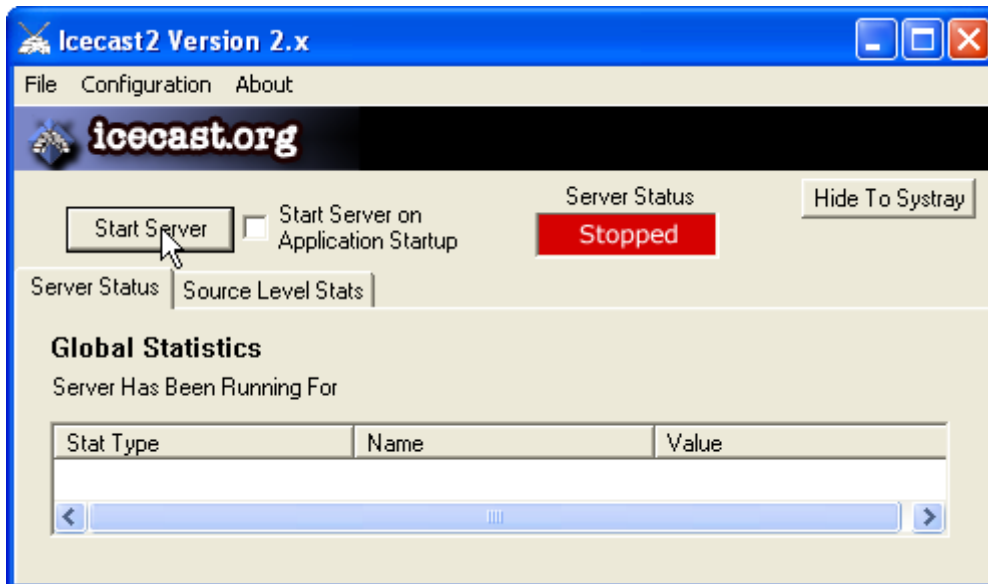 Icecast2 Version 2.x
File Configuration About
icecast.org
Start Server
Start Server on
Application Startup
Server Status
Stopped
Hide To Systray
Server Status
Source Level Stats
Global Statistics
Server Has Been Running For
Stat Type Name Value